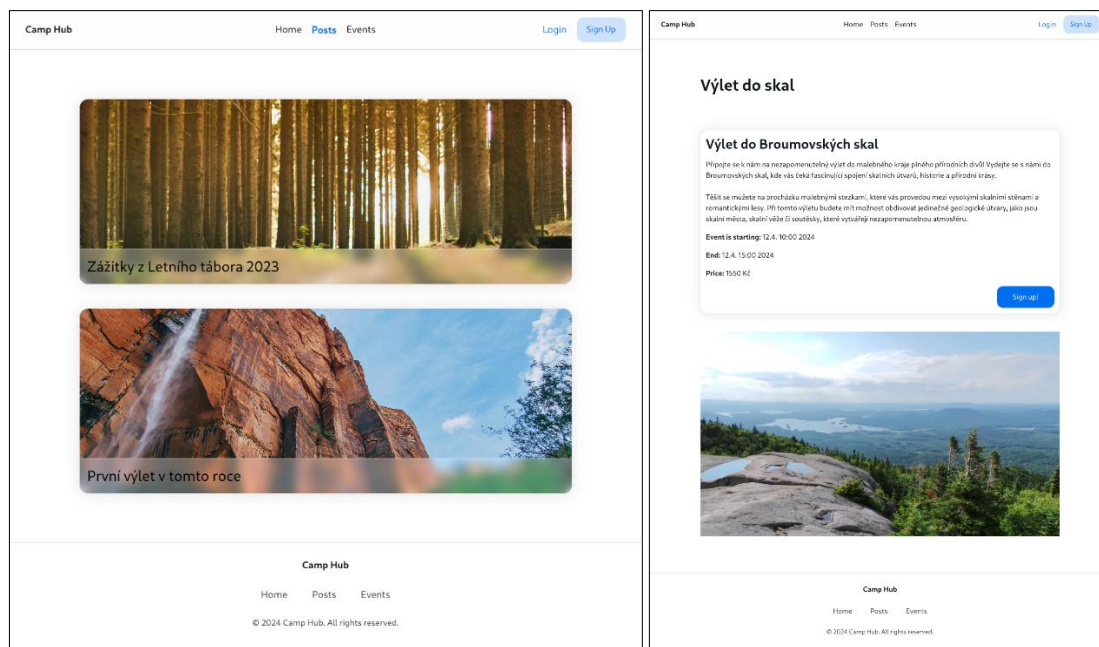 Camp Hub
Home Posts Events
Login Sign Up
Zážitky z Letního tábora 2023
První výlet v tomto roce
Camp Hub
Home Posts Events
© 2024 Camp Hub. All rights reserved.
Camp Hub
Home Posts Events
Login Sign Up
Výlet do skal
Výlet do Broumovských skal
Připojte se k nám na nezapomenutelný výlet do malebného kraje plného přírodních divů! Vydejte se s námi do
Broumovských skal, kde vás čeká fascinující spojení skalních útvarů, historie a přírodní krásy.
Těšit se můžete na procházku malebnými stezkami, které vás provedou mezi vysokými skalními stěnami a
romantickými lesy. Při tomto výletu budete mít možnost obdivovat jedinečné geologické útvary, jako jsou
skalní města, skalní věže či soutěsky, které vytvářejí nezapomenutelnou atmosféru.
Event is starting: 12.4. 10:00 2024
End: 12.4. 15:00 2024
Price: 1550 Kč
Sign up!
Camp Hub
Home Posts Events
© 2024 Camp Hub. All rights reserved.